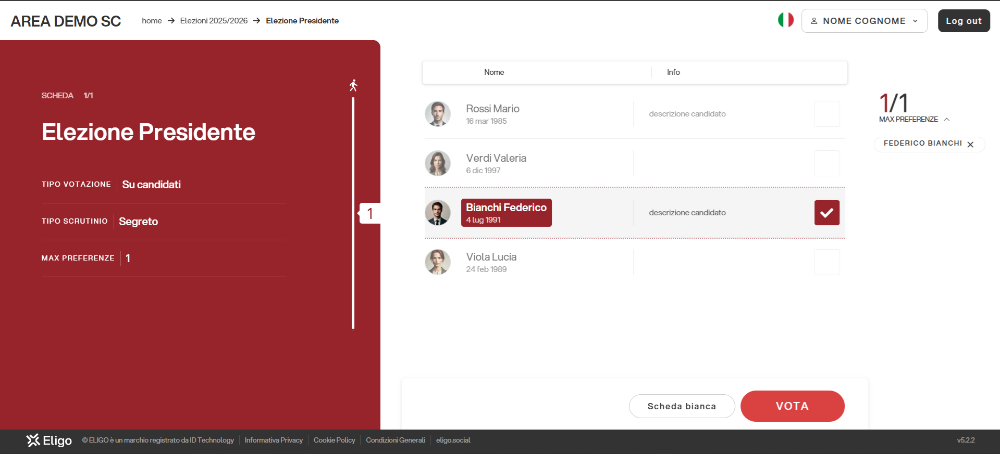 AREA DEMO SC
home → Elezioni 2025/2026 → Elezione Presidente
NOME COGNOME
Log out
SCHEDA 1/1
Elezione Presidente
TIPO VOTAZIONE Su candidati
TIPO SCRUTINIO Segreto
MAX PREFERENZE 1
1
Nome Info
Rossi Mario
16 mar 1985
descrizione candidato
Verdi Valeria
6 dic 1997
Bianchi Federico
4 lug 1991
descrizione candidato
Viola Lucia
24 feb 1989
1/1
MAX PREFERENZE
FEDERICO BIANCHI
Scheda bianca
VOTA
Eligo
© ELIGO è un marchio registrato da ID Technology
Informativa Privacy
Cookie Policy
Condizioni Generali
eligo.social
v5.2.2